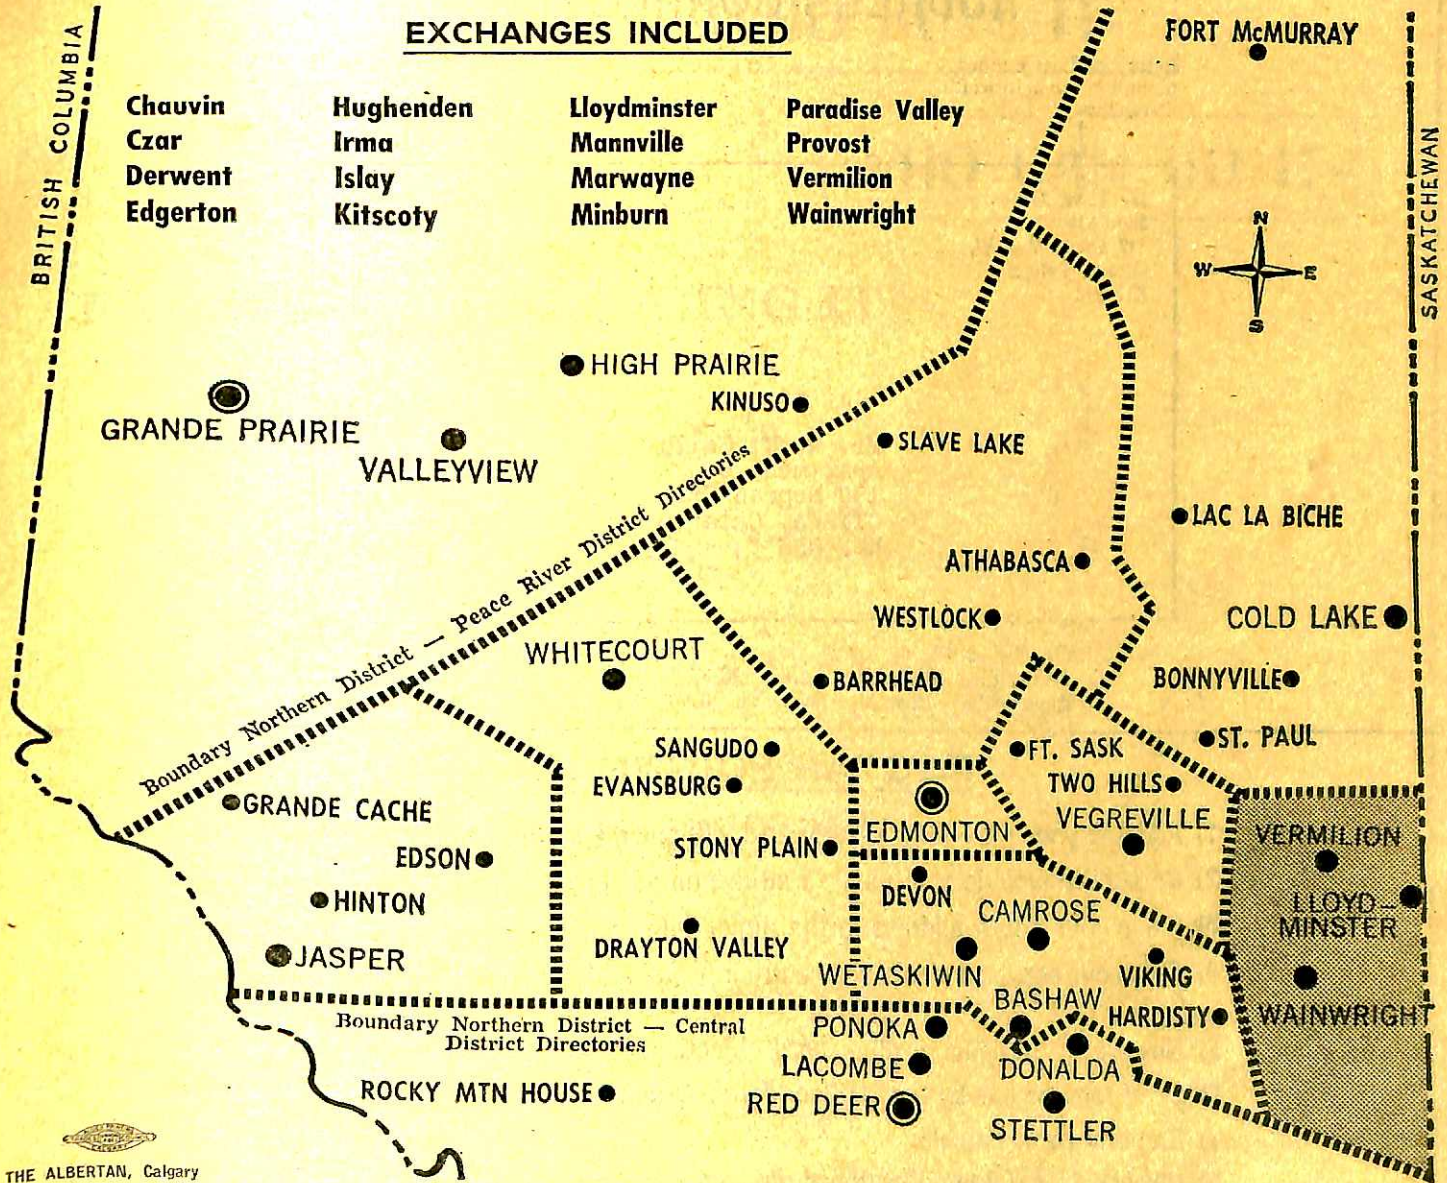 EXCHANGES INCLUDED
Chauvin
Czar
Derwent
Edgerton
Hughenden
Irma
Islay
Kitscoty
Lloydminster
Mannville
Marwayne
Minburn
Paradise Valley
Provost
Vermilion
Wainwright
BRITISH COLUMBIA
SASKATCHEWAN
FORT McMURRAY
N
W E
S
HIGH PRAIRIE
KINUSO
GRANDE PRAIRIE
VALLEYVIEW
SLAVE LAKE
Boundary Northern District — Peace River District Directories
LAC LA BICHE
ATHABASCA
WESTLOCK
COLD LAKE
WHITECOURT
BARRHEAD
BONNYVILLE
SANGUDO
FT. SASK
ST. PAUL
EVANSBURG
TWO HILLS
GRANDE CACHE
EDMONTON
VEGREVILLE
VERMILION
EDSON
STONY PLAIN
DEVON
HINTON
CAMROSE
LLOYD–
MINSTER
JASPER
DRAYTON VALLEY
WETASKIWIN
VIKING
BASHAW
HARDISTY
WAINWRIGHT
Boundary Northern District — Central
District Directories
PONOKA
LACOMBE
DONALDA
ROCKY MTN HOUSE
RED DEER
STETTLER
THE ALBERTAN, Calgary